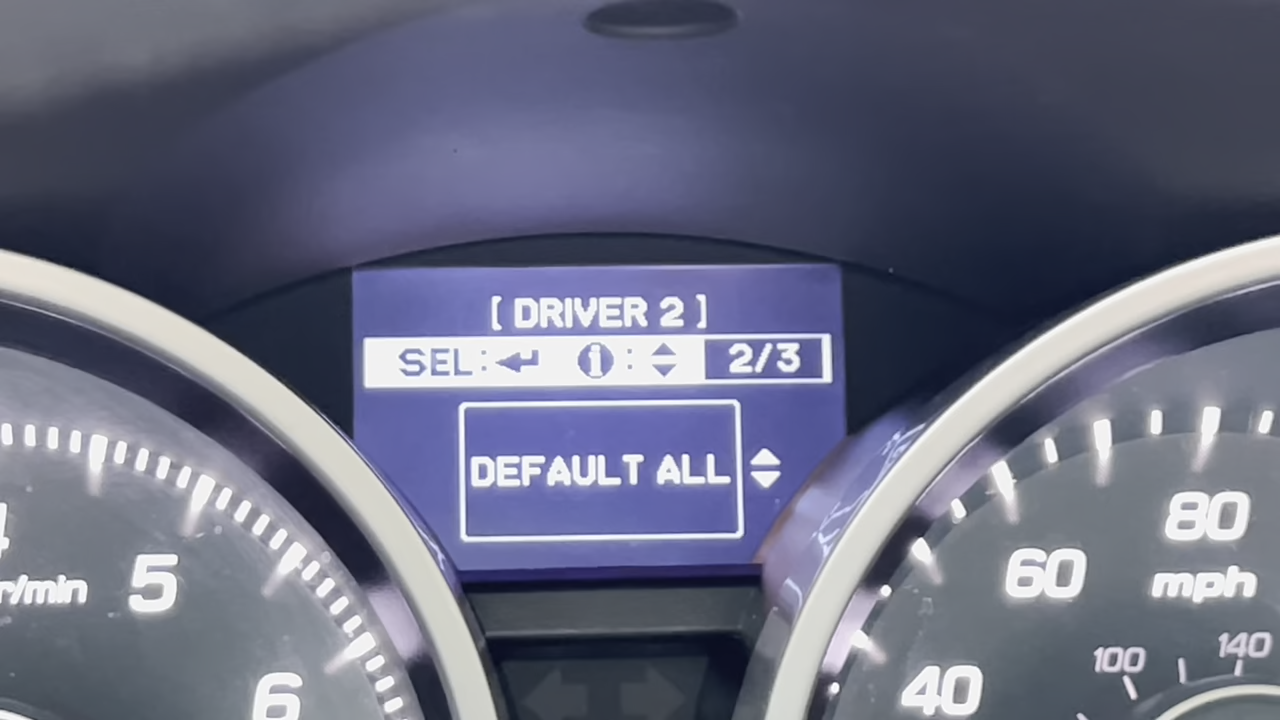 [ DRIVER 2 ]
SEL:↵ i:◆ 2/3
DEFAULT ALL
5
r/min
6
80
60
mph
40
100
140